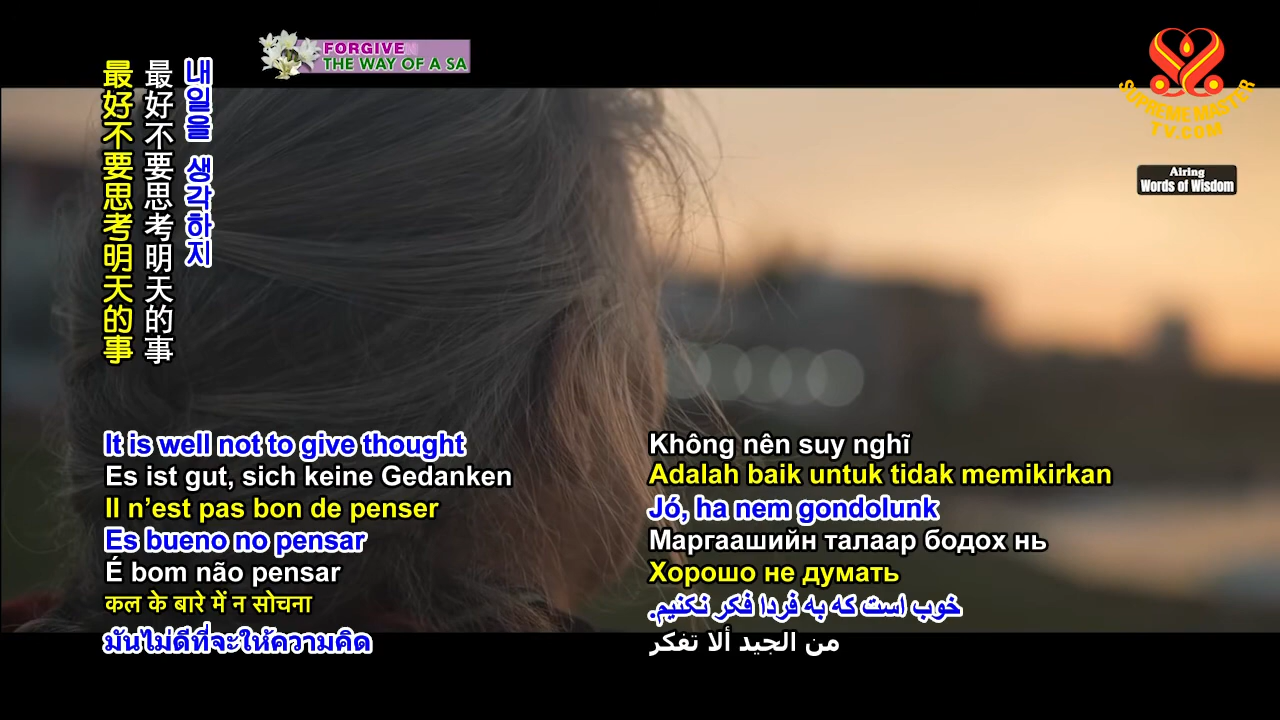 FORGIVEN
THE WAY OF A SA
SUPREME MASTER
TV.COM
Airing
Words of Wisdom
내일을 생각하지
最好不要思考明天的事
最好不要思考明天的事
It is well not to give thought
Es ist gut, sich keine Gedanken
Il n’est pas bon de penser
Es bueno no pensar
É bom não pensar
कल के बारे में न सोचना
มันไม่ดีที่จะให้ความคิด
Không nên suy nghĩ
Adalah baik untuk tidak memikirkan
Jó, ha nem gondolunk
Маргаашийн талаар бодох нь
Хорошо не думать
خوب است که به فردا فکر نکنیم.
من الجيد ألا تفكر